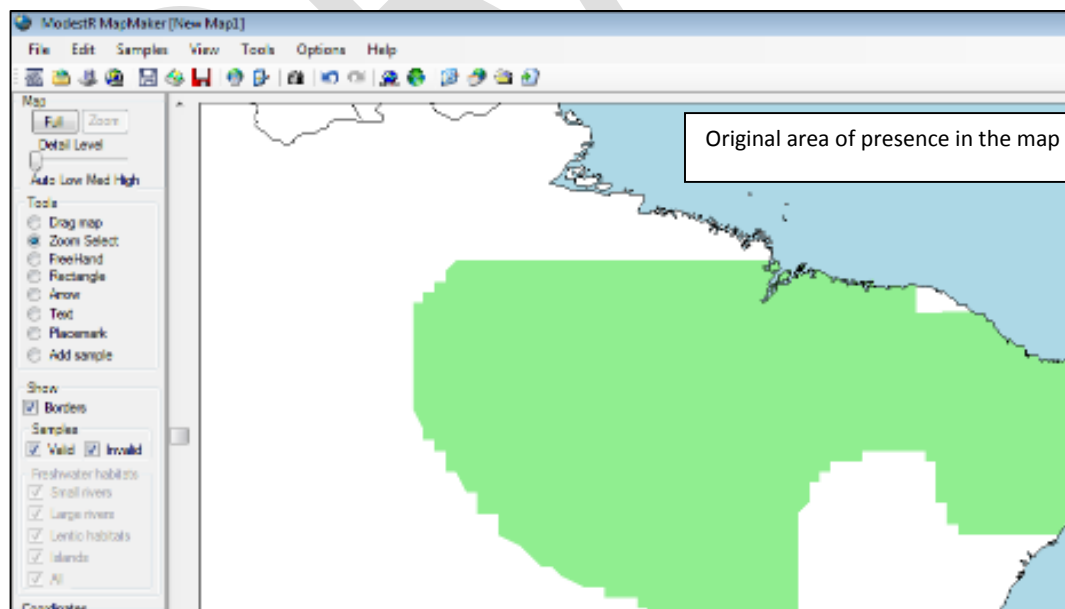 ModestR MapMaker [New Map1]
File Edit Samples View Tools Options Help
Map
Full Zoom
Detail Level
Auto Low Med High
Tools
Drag map
Zoom Select
FreeHand
Rectangle
Arrow
Text
Placemark
Add sample
Show
Borders
Samples
Valid Invalid
Freshwater habitats
Small rivers
Large rivers
Lentic habitats
Islands
All
Coordinates
Original area of presence in the map